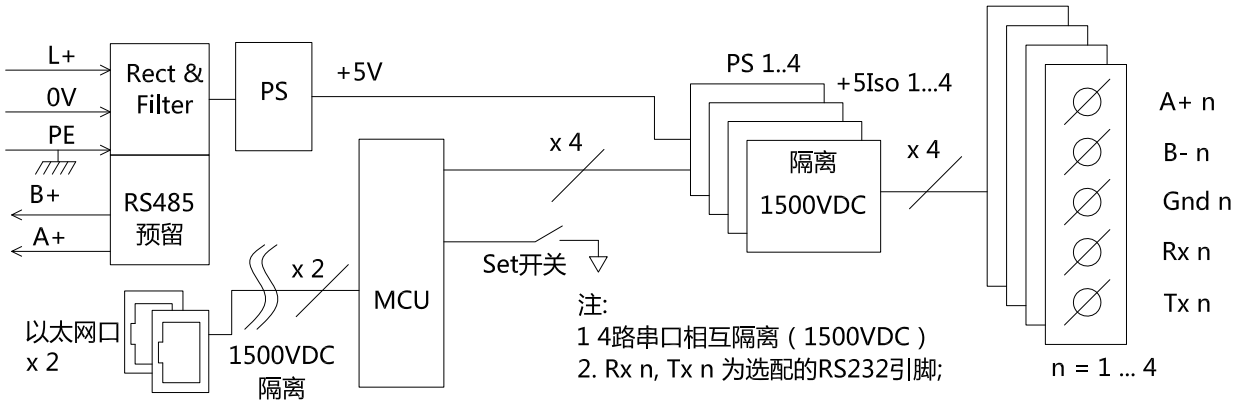 L+
0V
PE
B+
A+
Rect &
Filter
RS485
预留
PS
+5V
PS 1..4
+5Iso 1...4
隔离
1500VDC
x 4
x 4
A+ n
B- n
Gnd n
Rx n
Tx n
n = 1 ... 4
MCU
Set开关
x 2
1500VDC
隔离
以太网口
x 2
注:
1 4路串口相互隔离（1500VDC）
2. Rx n, Tx n 为选配的RS232引脚;